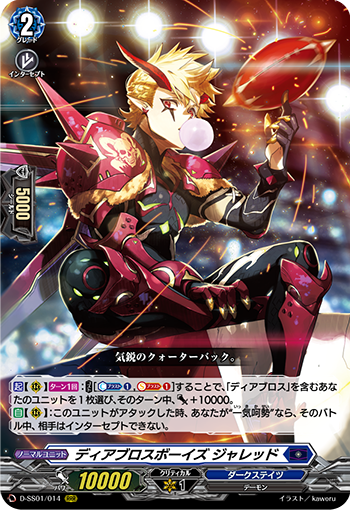 2
グレード
インターセプト
5000
シールド
気鋭のクォーターバック。
起【R】ターン1回:【コスト】【CB1】【SB1】することで、「ディアブロス」を含むあなたのユニットを1枚選び、そのターン中、+10000。
自【R】:このユニットがアタックした時、あなたが“一気呵勢”なら、そのバトル中、相手はインターセプトできない。
ノーマルユニット
ディアブロスボーイズ ジャレッド
D-SS01/014 RRR
パワー
10000
クリティカル
1
ダークステイツ
デーモン
イラスト/ kaworu